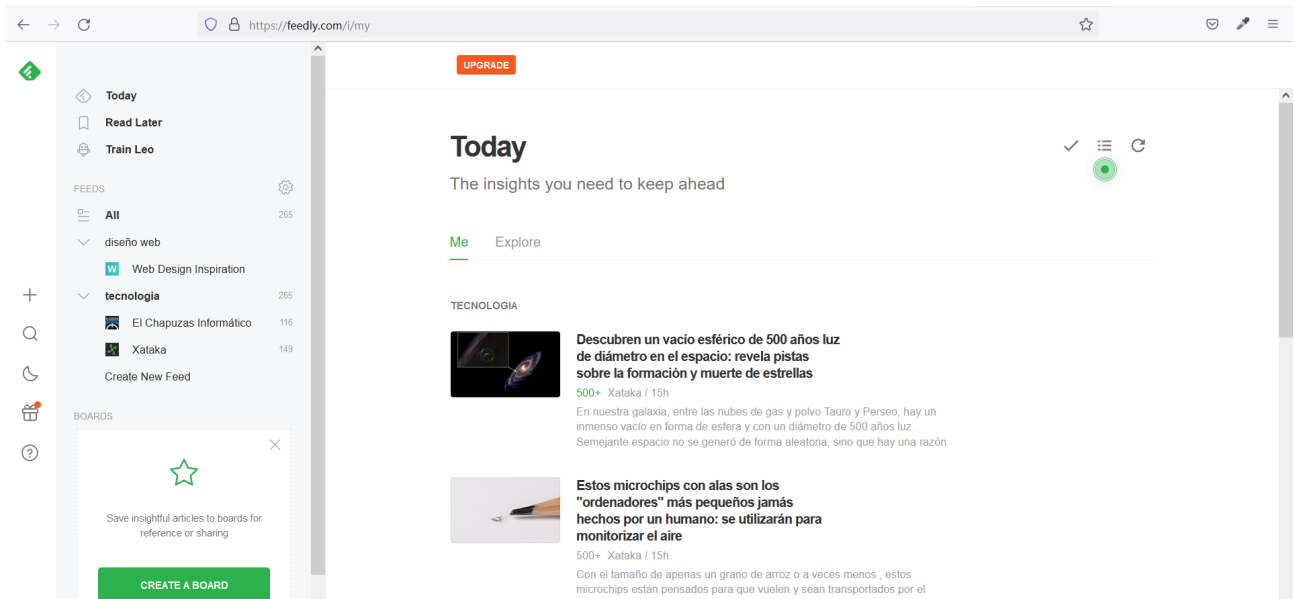 https://feedly.com/i/my
UPGRADE
Today
Read Later
Train Leo
FEEDS
All 265
diseño web
W Web Design Inspiration
tecnologia 265
El Chapuzas Informático 116
Xataka 149
Create New Feed
BOARDS
Save insightful articles to boards for
reference or sharing
CREATE A BOARD
Today
The insights you need to keep ahead
Me Explore
TECNOLOGIA
Descubren un vacío esférico de 500 años luz
de diámetro en el espacio: revela pistas
sobre la formación y muerte de estrellas
500+ Xataka / 15h
En nuestra galaxia, entre las nubes de gas y polvo Tauro y Perseo, hay un
inmenso vacío en forma de esfera y con un diámetro de 500 años luz .
Semejante espacio no se generó de forma aleatoria, sino que hay una razón
Estos microchips con alas son los
"ordenadores" más pequeños jamás
hechos por un humano: se utilizarán para
monitorizar el aire
500+ Xataka / 15h
Con el tamaño de apenas un grano de arroz o a veces menos , estos
microchips están pensados para que vuelen y sean transportados por el